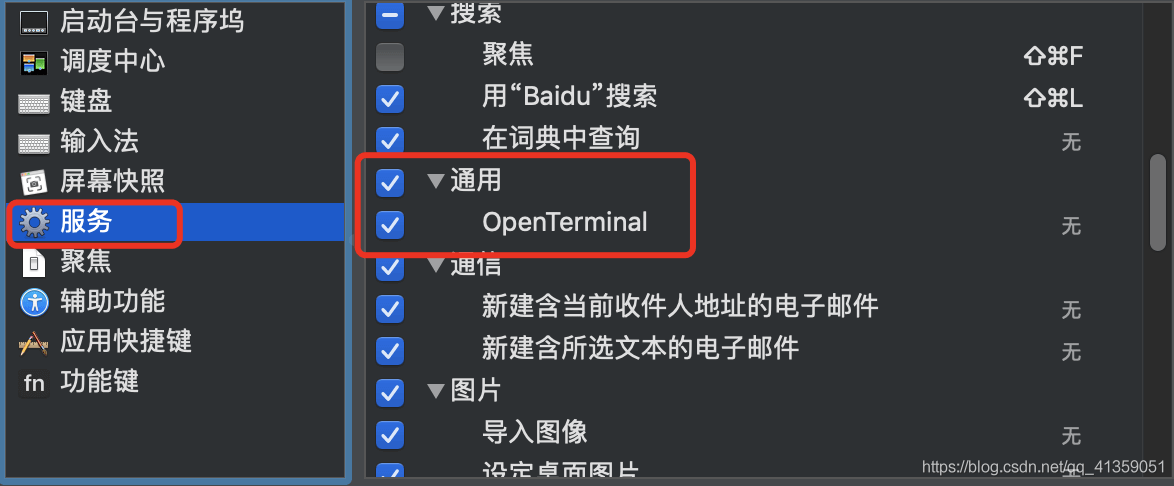 启动台与程序坞
调度中心
键盘
输入法
屏幕快照
服务
聚焦
辅助功能
应用快捷键
fn 功能键
搜索
聚焦 ⇧⌘F
用“Baidu”搜索 ⇧⌘L
在词典中查询 无
通用
OpenTerminal 无
通信
新建含当前收件人地址的电子邮件 无
新建含所选文本的电子邮件 无
图片
导入图像 无
设定桌面图片 无
https://blog.csdn.net/qq_41359051